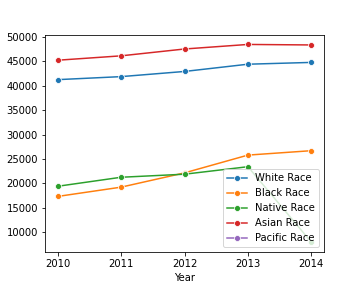 50000
45000
40000
35000
30000
25000
20000
15000
10000
White Race
Black Race
Native Race
Asian Race
Pacific Race
2010 2011 2012 2013 2014
Year